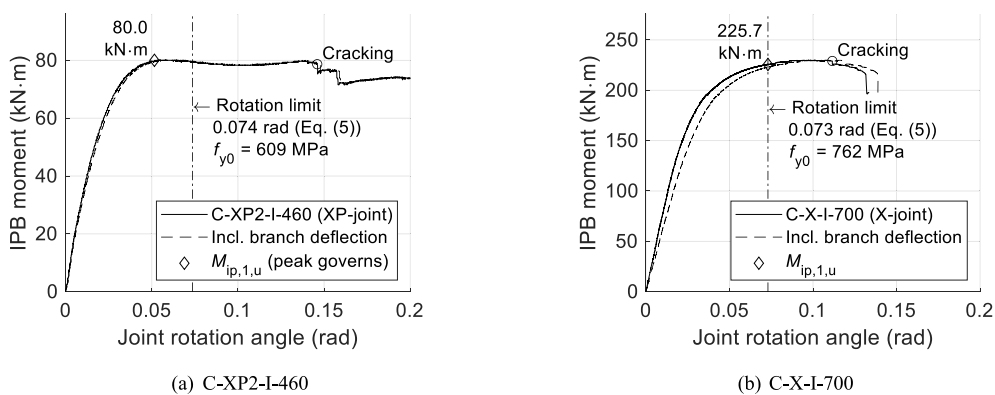 80.0
kN·m
Cracking
Rotation limit
0.074 rad (Eq. (5))
fy0 = 609 MPa
C-XP2-I-460 (XP-joint)
Incl. branch deflection
Mip,1,u (peak governs)
IPB moment (kN·m)
80
60
40
20
0
0 0.05 0.1 0.15 0.2
Joint rotation angle (rad)
(a) C-XP2-I-460
225.7
kN·m
Cracking
Rotation limit
0.073 rad (Eq. (5))
fy0 = 762 MPa
C-X-I-700 (X-joint)
Incl. branch deflection
Mip,1,u
IPB moment (kN·m)
250
200
150
100
50
0
0 0.05 0.1 0.15 0.2
Joint rotation angle (rad)
(b) C-X-I-700